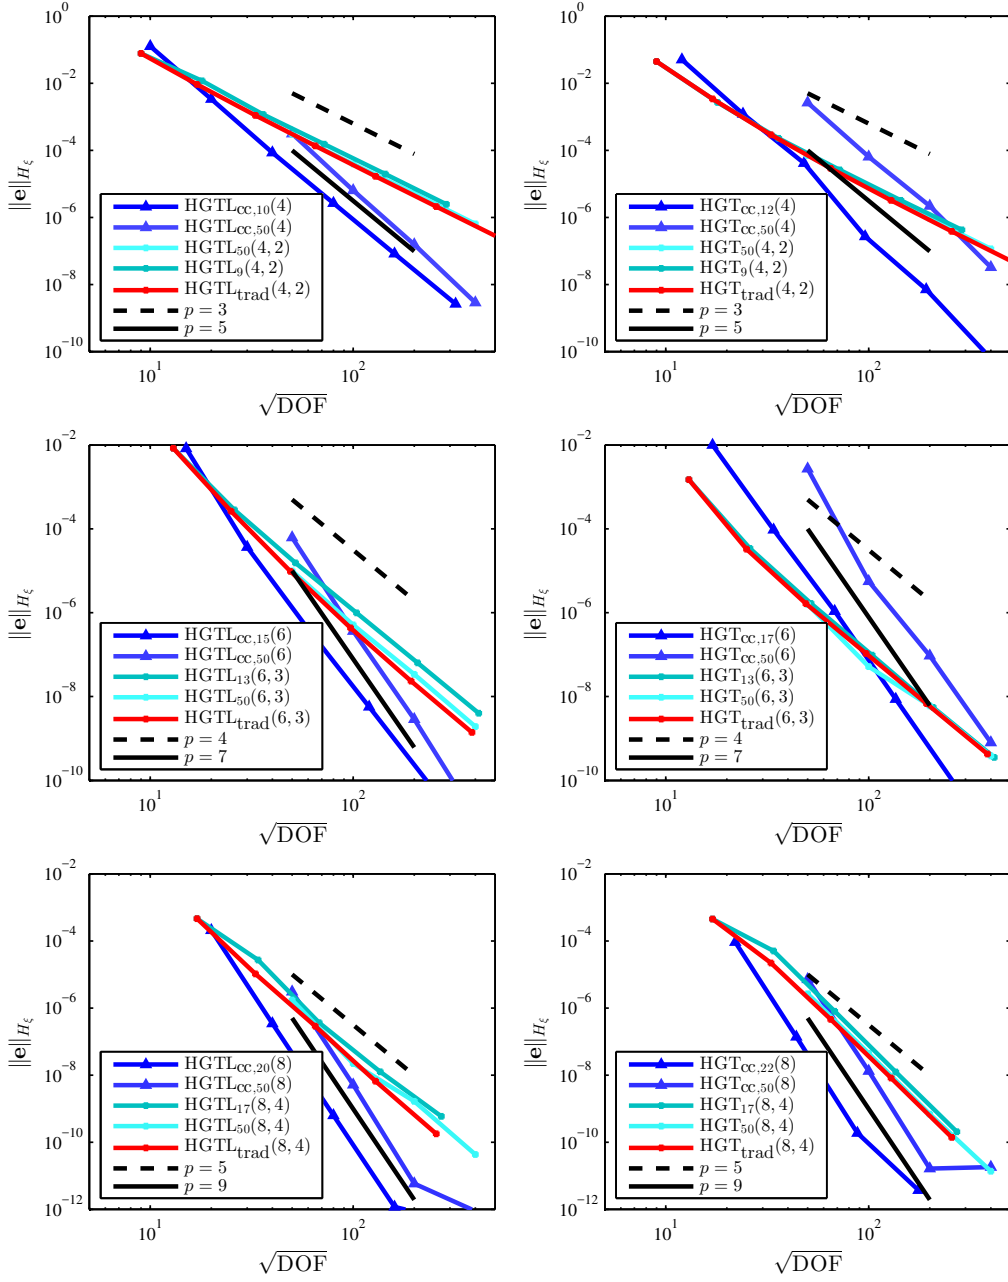 10^0
10^−2
10^−4
10^−6
10^−8
10^−10
‖e‖_{H_ξ}
HGTL_{cc,10}(4)
HGTL_{cc,50}(4)
HGTL_{50}(4, 2)
HGTL_{9}(4, 2)
HGTL_{trad}(4, 2)
p = 3
p = 5
10^1 10^2
√DOF
10^0
10^−2
10^−4
10^−6
10^−8
10^−10
‖e‖_{H_ξ}
HGT_{cc,12}(4)
HGT_{cc,50}(4)
HGT_{50}(4, 2)
HGT_{9}(4, 2)
HGT_{trad}(4, 2)
p = 3
p = 5
10^1 10^2
√DOF
10^−2
10^−4
10^−6
10^−8
10^−10
‖e‖_{H_ξ}
HGTL_{cc,15}(6)
HGTL_{cc,50}(6)
HGTL_{13}(6, 3)
HGTL_{50}(6, 3)
HGTL_{trad}(6, 3)
p = 4
p = 7
10^1 10^2
√DOF
10^−2
10^−4
10^−6
10^−8
10^−10
‖e‖_{H_ξ}
HGT_{cc,17}(6)
HGT_{cc,50}(6)
HGT_{13}(6, 3)
HGT_{50}(6, 3)
HGT_{trad}(6, 3)
p = 4
p = 7
10^1 10^2
√DOF
10^−2
10^−4
10^−6
10^−8
10^−10
10^−12
‖e‖_{H_ξ}
HGTL_{cc,20}(8)
HGTL_{cc,50}(8)
HGTL_{17}(8, 4)
HGTL_{50}(8, 4)
HGTL_{trad}(8, 4)
p = 5
p = 9
10^1 10^2
√DOF
10^−2
10^−4
10^−6
10^−8
10^−10
10^−12
‖e‖_{H_ξ}
HGT_{cc,22}(8)
HGT_{cc,50}(8)
HGT_{17}(8, 4)
HGT_{50}(8, 4)
HGT_{trad}(8, 4)
p = 5
p = 9
10^1 10^2
√DOF